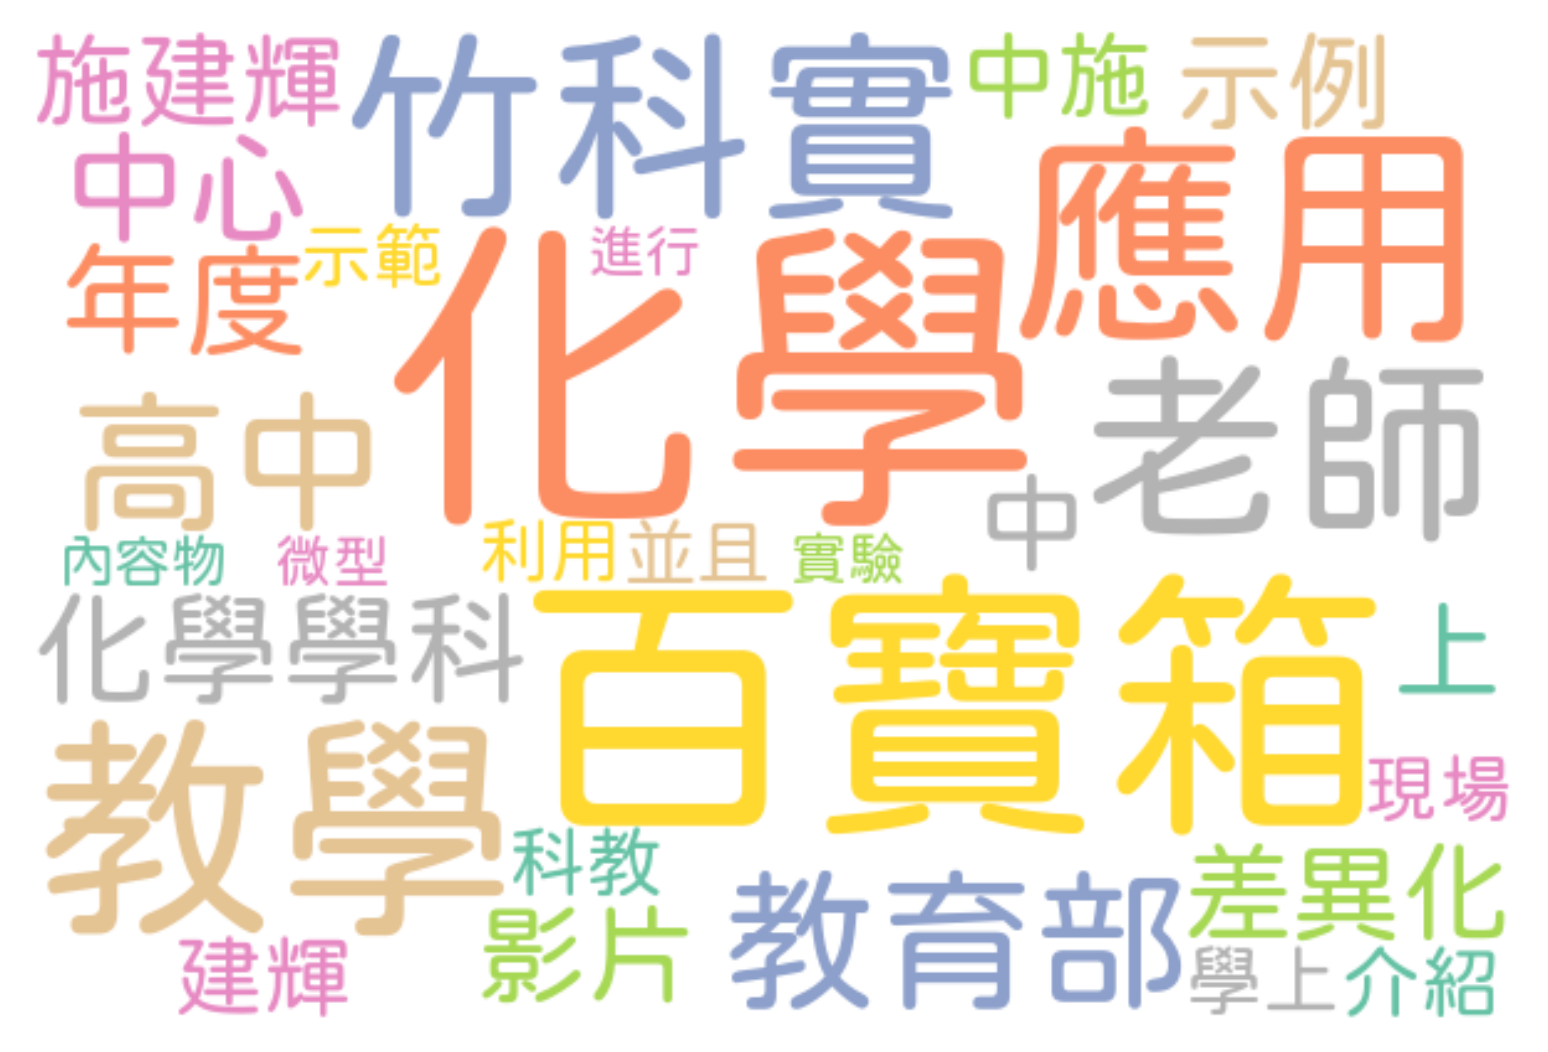 施建輝 竹科實 中施 示例
中心 應用
年度 示範 化學 進行
高中 中 老師
內容物 微型 利用 並且 實驗
化學學科 百寶箱 上
教學 現場
科教 差異化
建輝 影片 教育部 學上 介紹